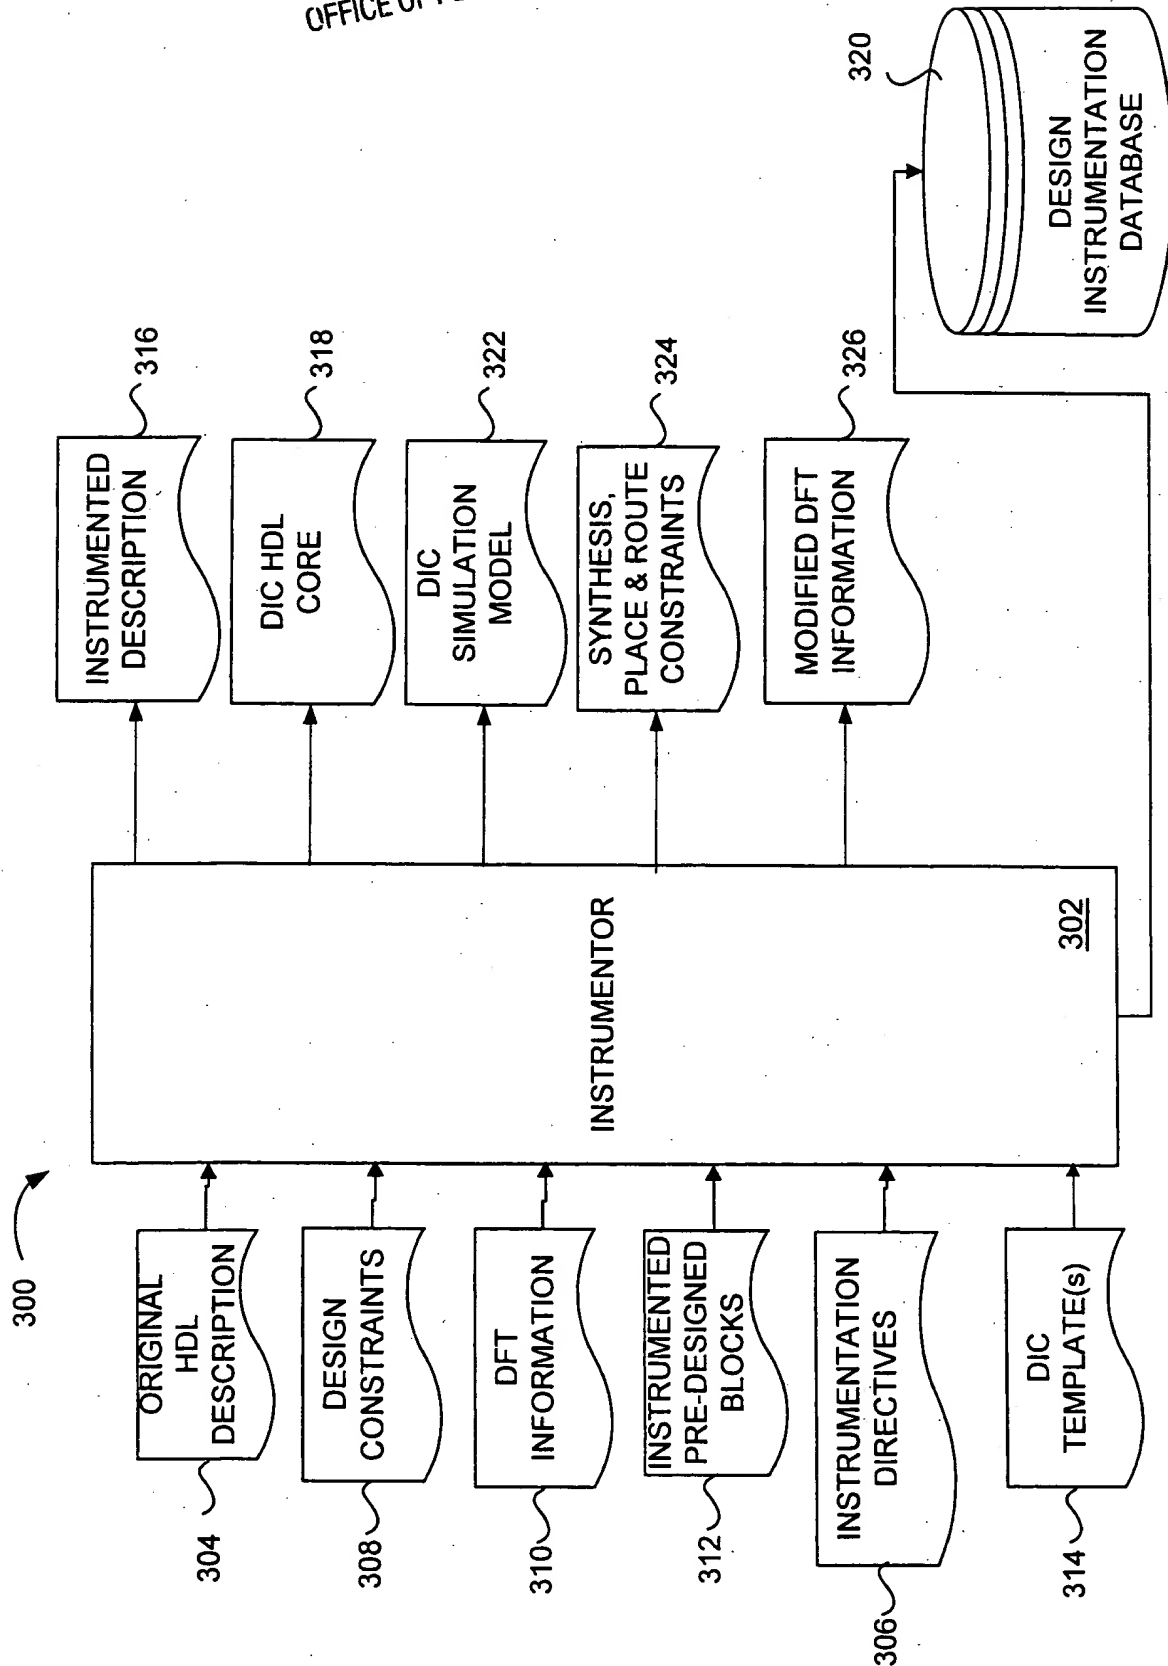 OFFICE OF
300
ORIGINAL
HDL
DESCRIPTION
304
DESIGN
CONSTRAINTS
308
DFT
INFORMATION
310
INSTRUMENTED
PRE-DESIGNED
BLOCKS
312
INSTRUMENTATION
DIRECTIVES
306
DIC
TEMPLATE(s)
314
INSTRUMENTOR
302
INSTRUMENTED
DESCRIPTION
316
DIC HDL
CORE
318
DIC
SIMULATION
MODEL
322
SYNTHESIS,
PLACE & ROUTE
CONSTRAINTS
324
MODIFIED DFT
INFORMATION
326
320
DESIGN
INSTRUMENTATION
DATABASE